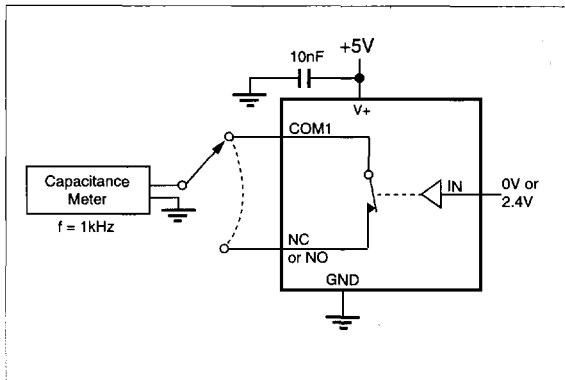 +5V
10nF
V+
COM1
Capacitance
Meter
f = 1kHz
IN
0V or
2.4V
NC
or NO
GND